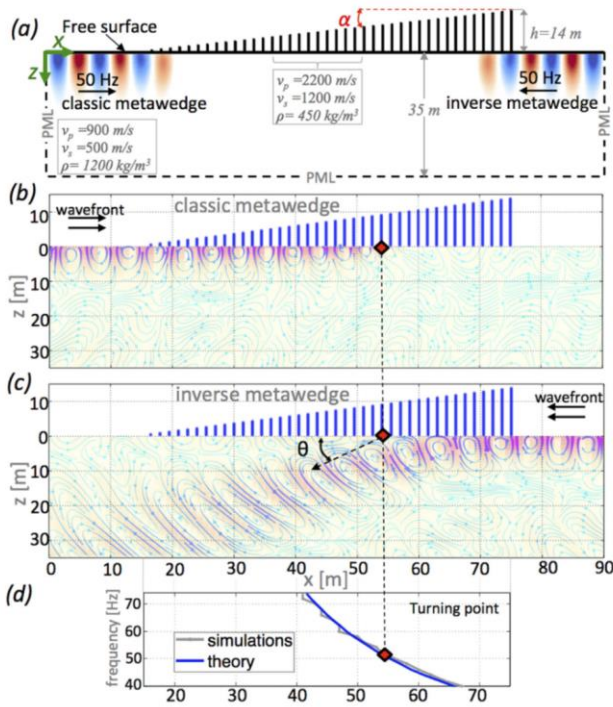 (a)
α
Free surface
h=14 m
X
Z
50 Hz
classic metawedge
v_p=2200 m/s
v_s=1200 m/s
ρ= 450 kg/m³
50 Hz
inverse metawedge
35 m
PML
v_p=900 m/s
v_s=500 m/s
ρ= 1200 kg/m³
PML
PML
(b)
wavefront
classic metawedge
10
0
10
20
30
z [m]
(c)
inverse metawedge
wavefront
θ
10
0
10
20
30
z [m]
0 10 20 30 40 50 60 70 80 90
x [m]
(d)
frequency [Hz]
70
60
50
40
Turning point
simulations
theory
20 30 40 50 60 70